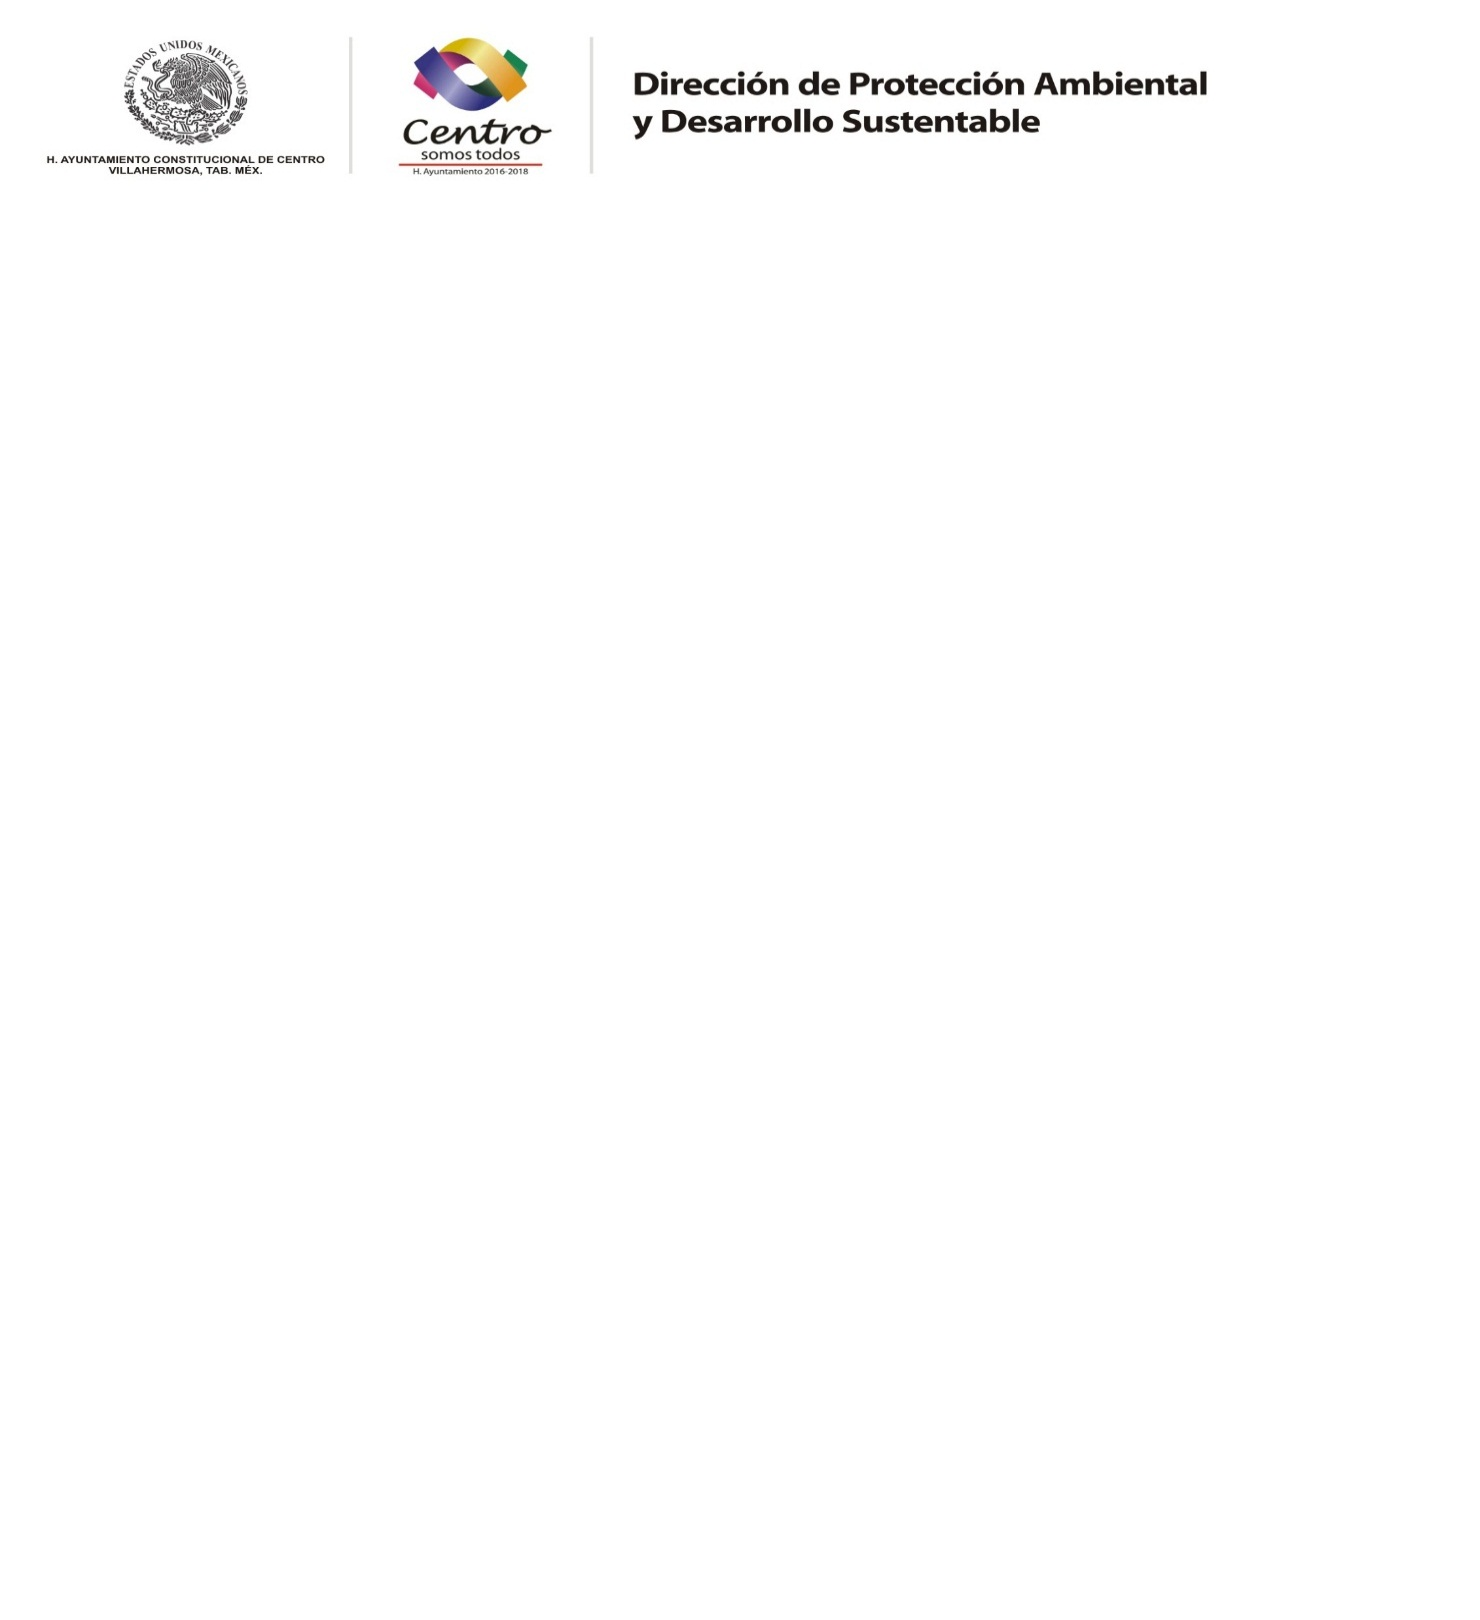 ESTADOS UNIDOS MEXICANOS
H. AYUNTAMIENTO CONSTITUCIONAL DE CENTRO
VILLAHERMOSA, TAB. MÉX.
Centro
somos todos
H. Ayuntamiento 2016-2018
Dirección de Protección Ambiental
y Desarrollo Sustentable